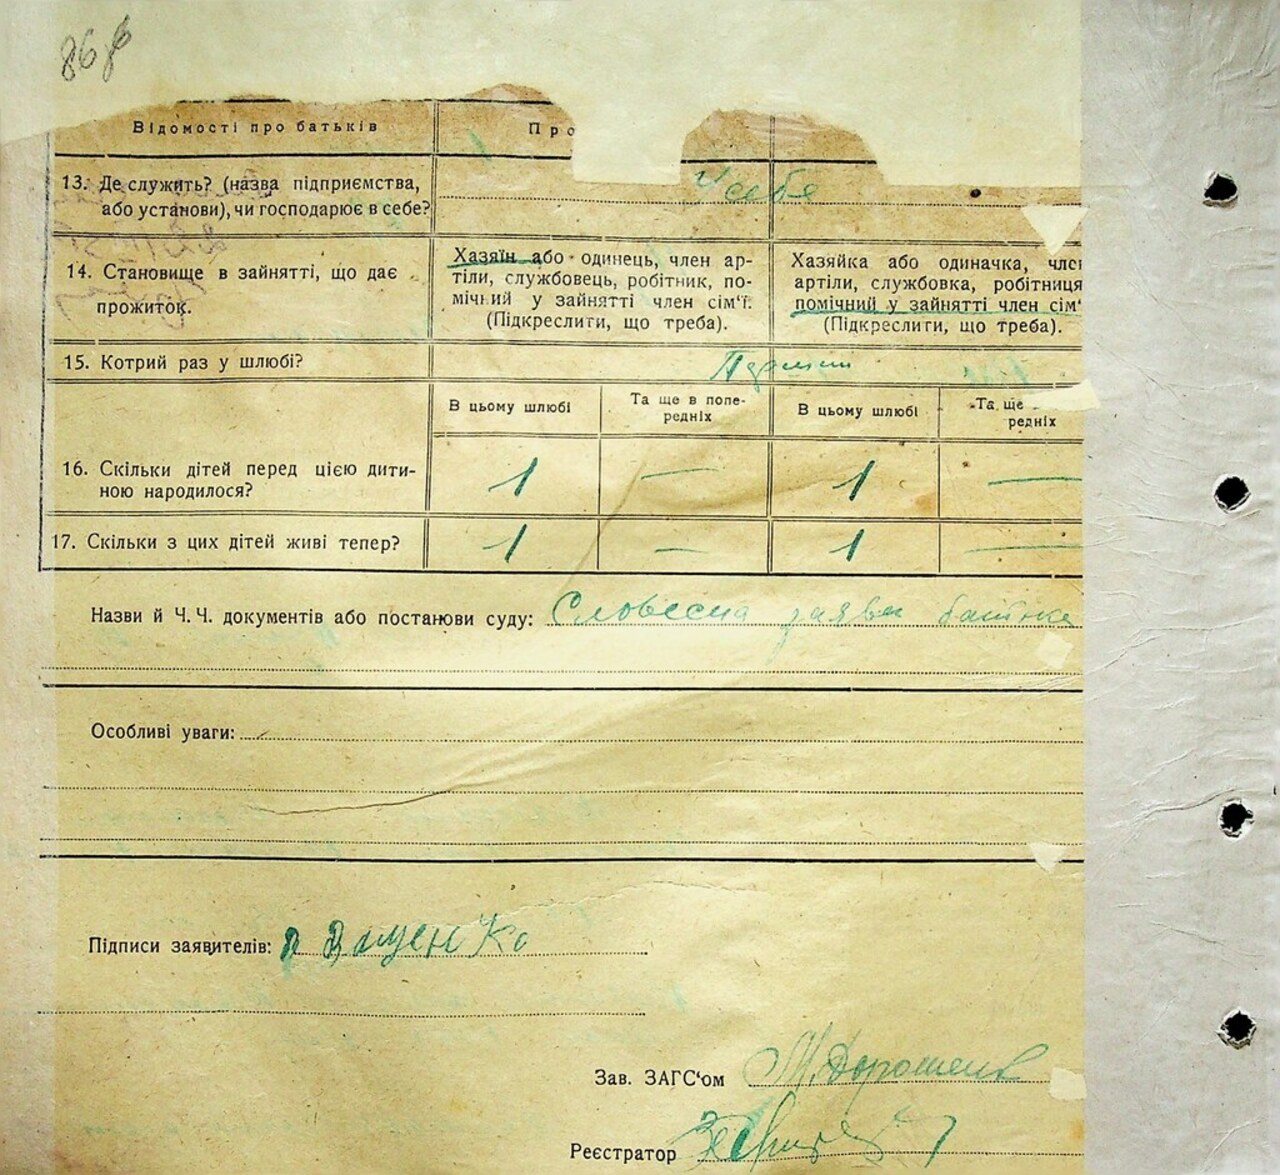 86
Відомості про батьків
Про
13. Де служить? (назва підприємства,
або установи), чи господарює в себе?
У себе
14. Становище в зайнятті, що дає
прожиток.
Хазяїн або одинець, член ар-
тіли, службовець, робітник, по-
мічний у зайнятті член сім'ї.
(Підкреслити, що треба).
Хазяйка або одиначка, член
артіли, службовка, робітниця
помічний у зайнятті член сім'
(Підкреслити, що треба).
15. Котрий раз у шлюбі?
В цьому шлюбі
Та ще в попе-
редніх
В цьому шлюбі
Та ще
редніх
16. Скільки дітей перед цією дити-
ною народилося?
1 — 1 —
17. Скільки з цих дітей живі тепер?
1 — 1 —
Назви й Ч. Ч. документів або постанови суду: Словесна заява батька
Особливі уваги:
Підписи заявителів:
Зав. ЗАГС'ом М. Дорошенко
Реєстратор